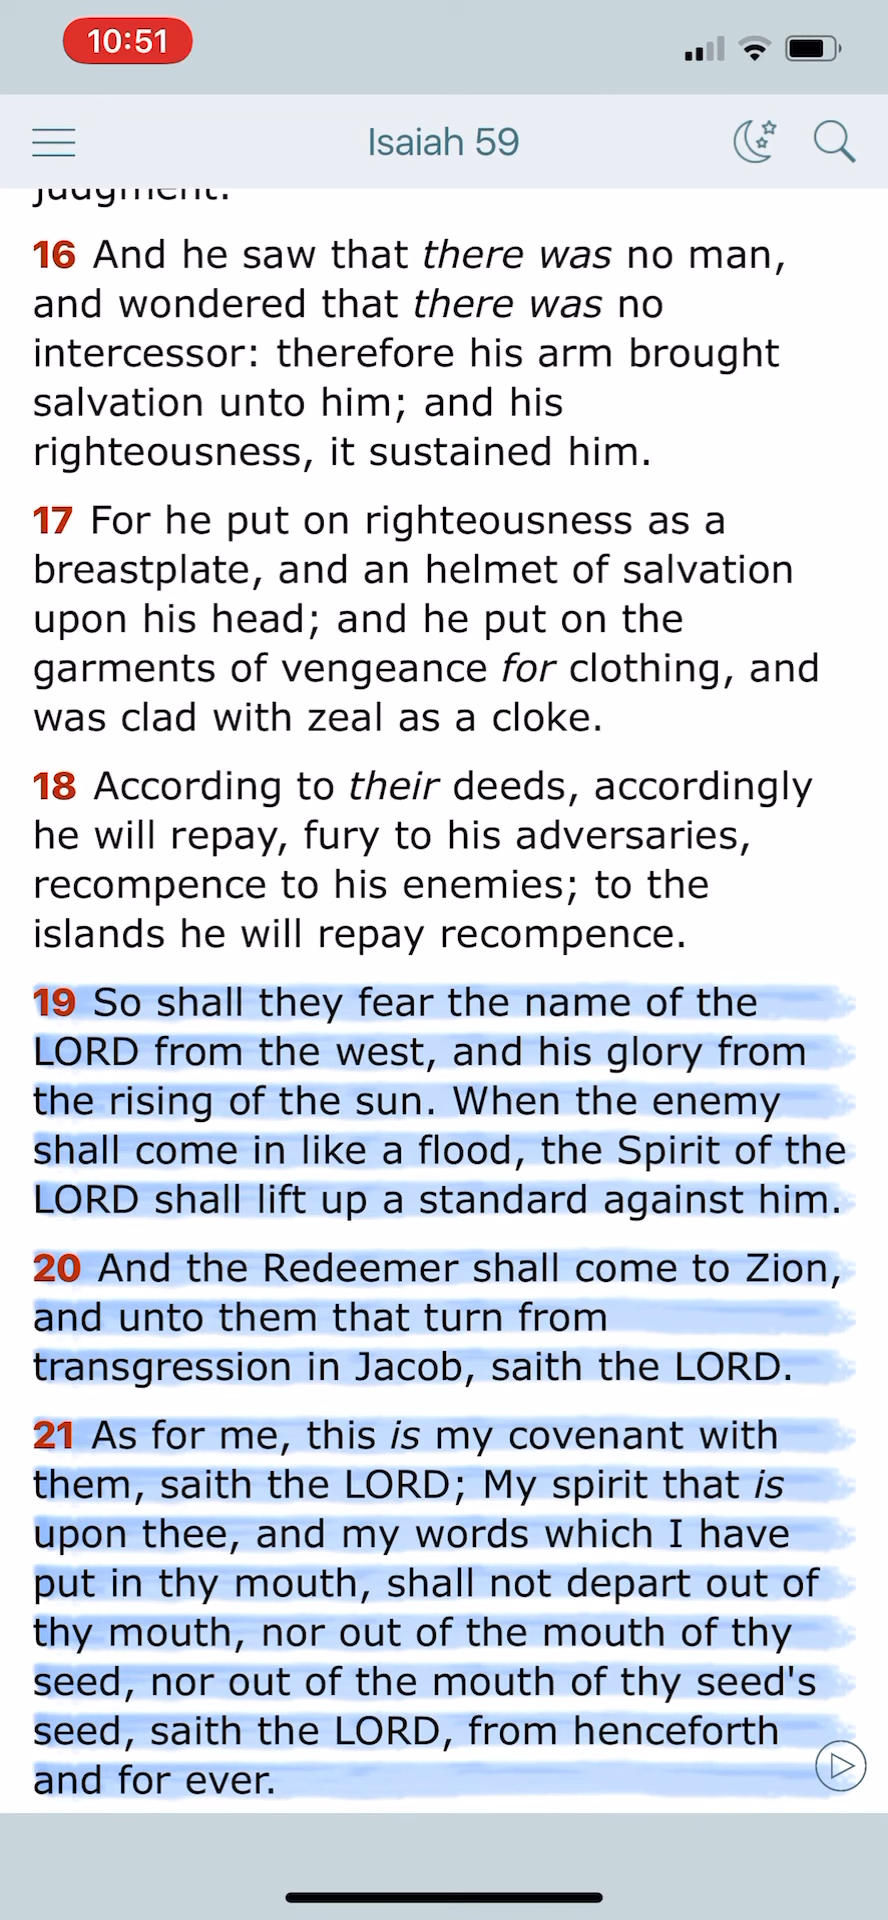 10:51
Isaiah 59
judgment.
16 And he saw that there was no man,
and wondered that there was no
intercessor: therefore his arm brought
salvation unto him; and his
righteousness, it sustained him.
17 For he put on righteousness as a
breastplate, and an helmet of salvation
upon his head; and he put on the
garments of vengeance for clothing, and
was clad with zeal as a cloke.
18 According to their deeds, accordingly
he will repay, fury to his adversaries,
recompence to his enemies; to the
islands he will repay recompence.
19 So shall they fear the name of the
LORD from the west, and his glory from
the rising of the sun. When the enemy
shall come in like a flood, the Spirit of the
LORD shall lift up a standard against him.
20 And the Redeemer shall come to Zion,
and unto them that turn from
transgression in Jacob, saith the LORD.
21 As for me, this is my covenant with
them, saith the LORD; My spirit that is
upon thee, and my words which I have
put in thy mouth, shall not depart out of
thy mouth, nor out of the mouth of thy
seed, nor out of the mouth of thy seed's
seed, saith the LORD, from henceforth
and for ever.